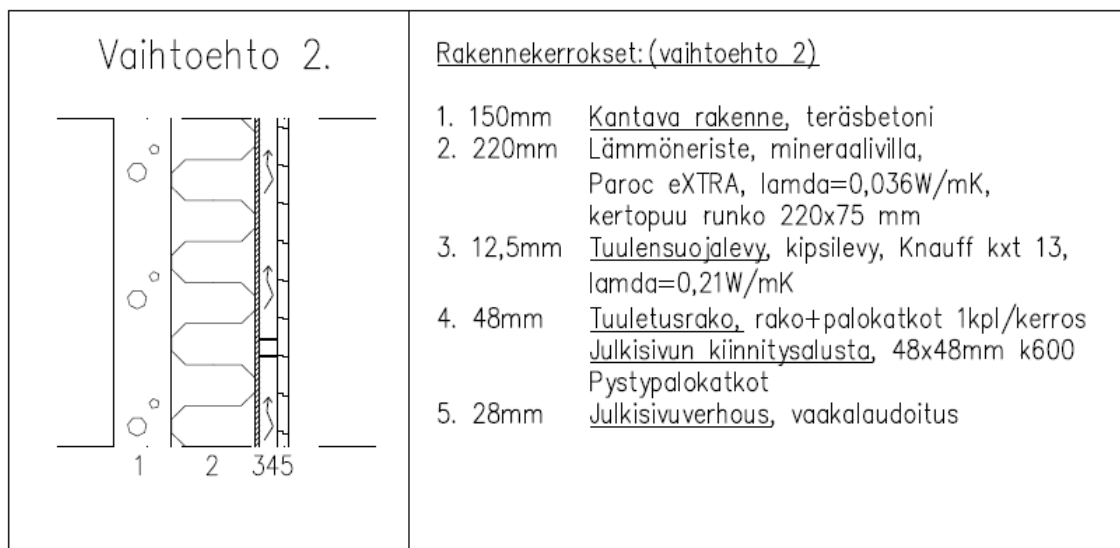 Vaihtoehto 2.
1 2 345
Rakennekerrokset:(vaihtoehto 2)
1. 150mm Kantava rakenne, teräsbetoni
2. 220mm Lämmöneriste, mineraalivilla,
Paroc eXTRA, lamda=0,036W/mK,
kertopuu runko 220x75 mm
3. 12,5mm Tuulensuojalevy, kipsilevy, Knauff kxt 13,
lamda=0,21W/mK
4. 48mm Tuuletusrako, rako+palokatkot 1kpl/kerros
Julkisivun kiinnitysalusta, 48x48mm k600
Pystypalokatkot
5. 28mm Julkisivuverhous, vaakalaudoitus